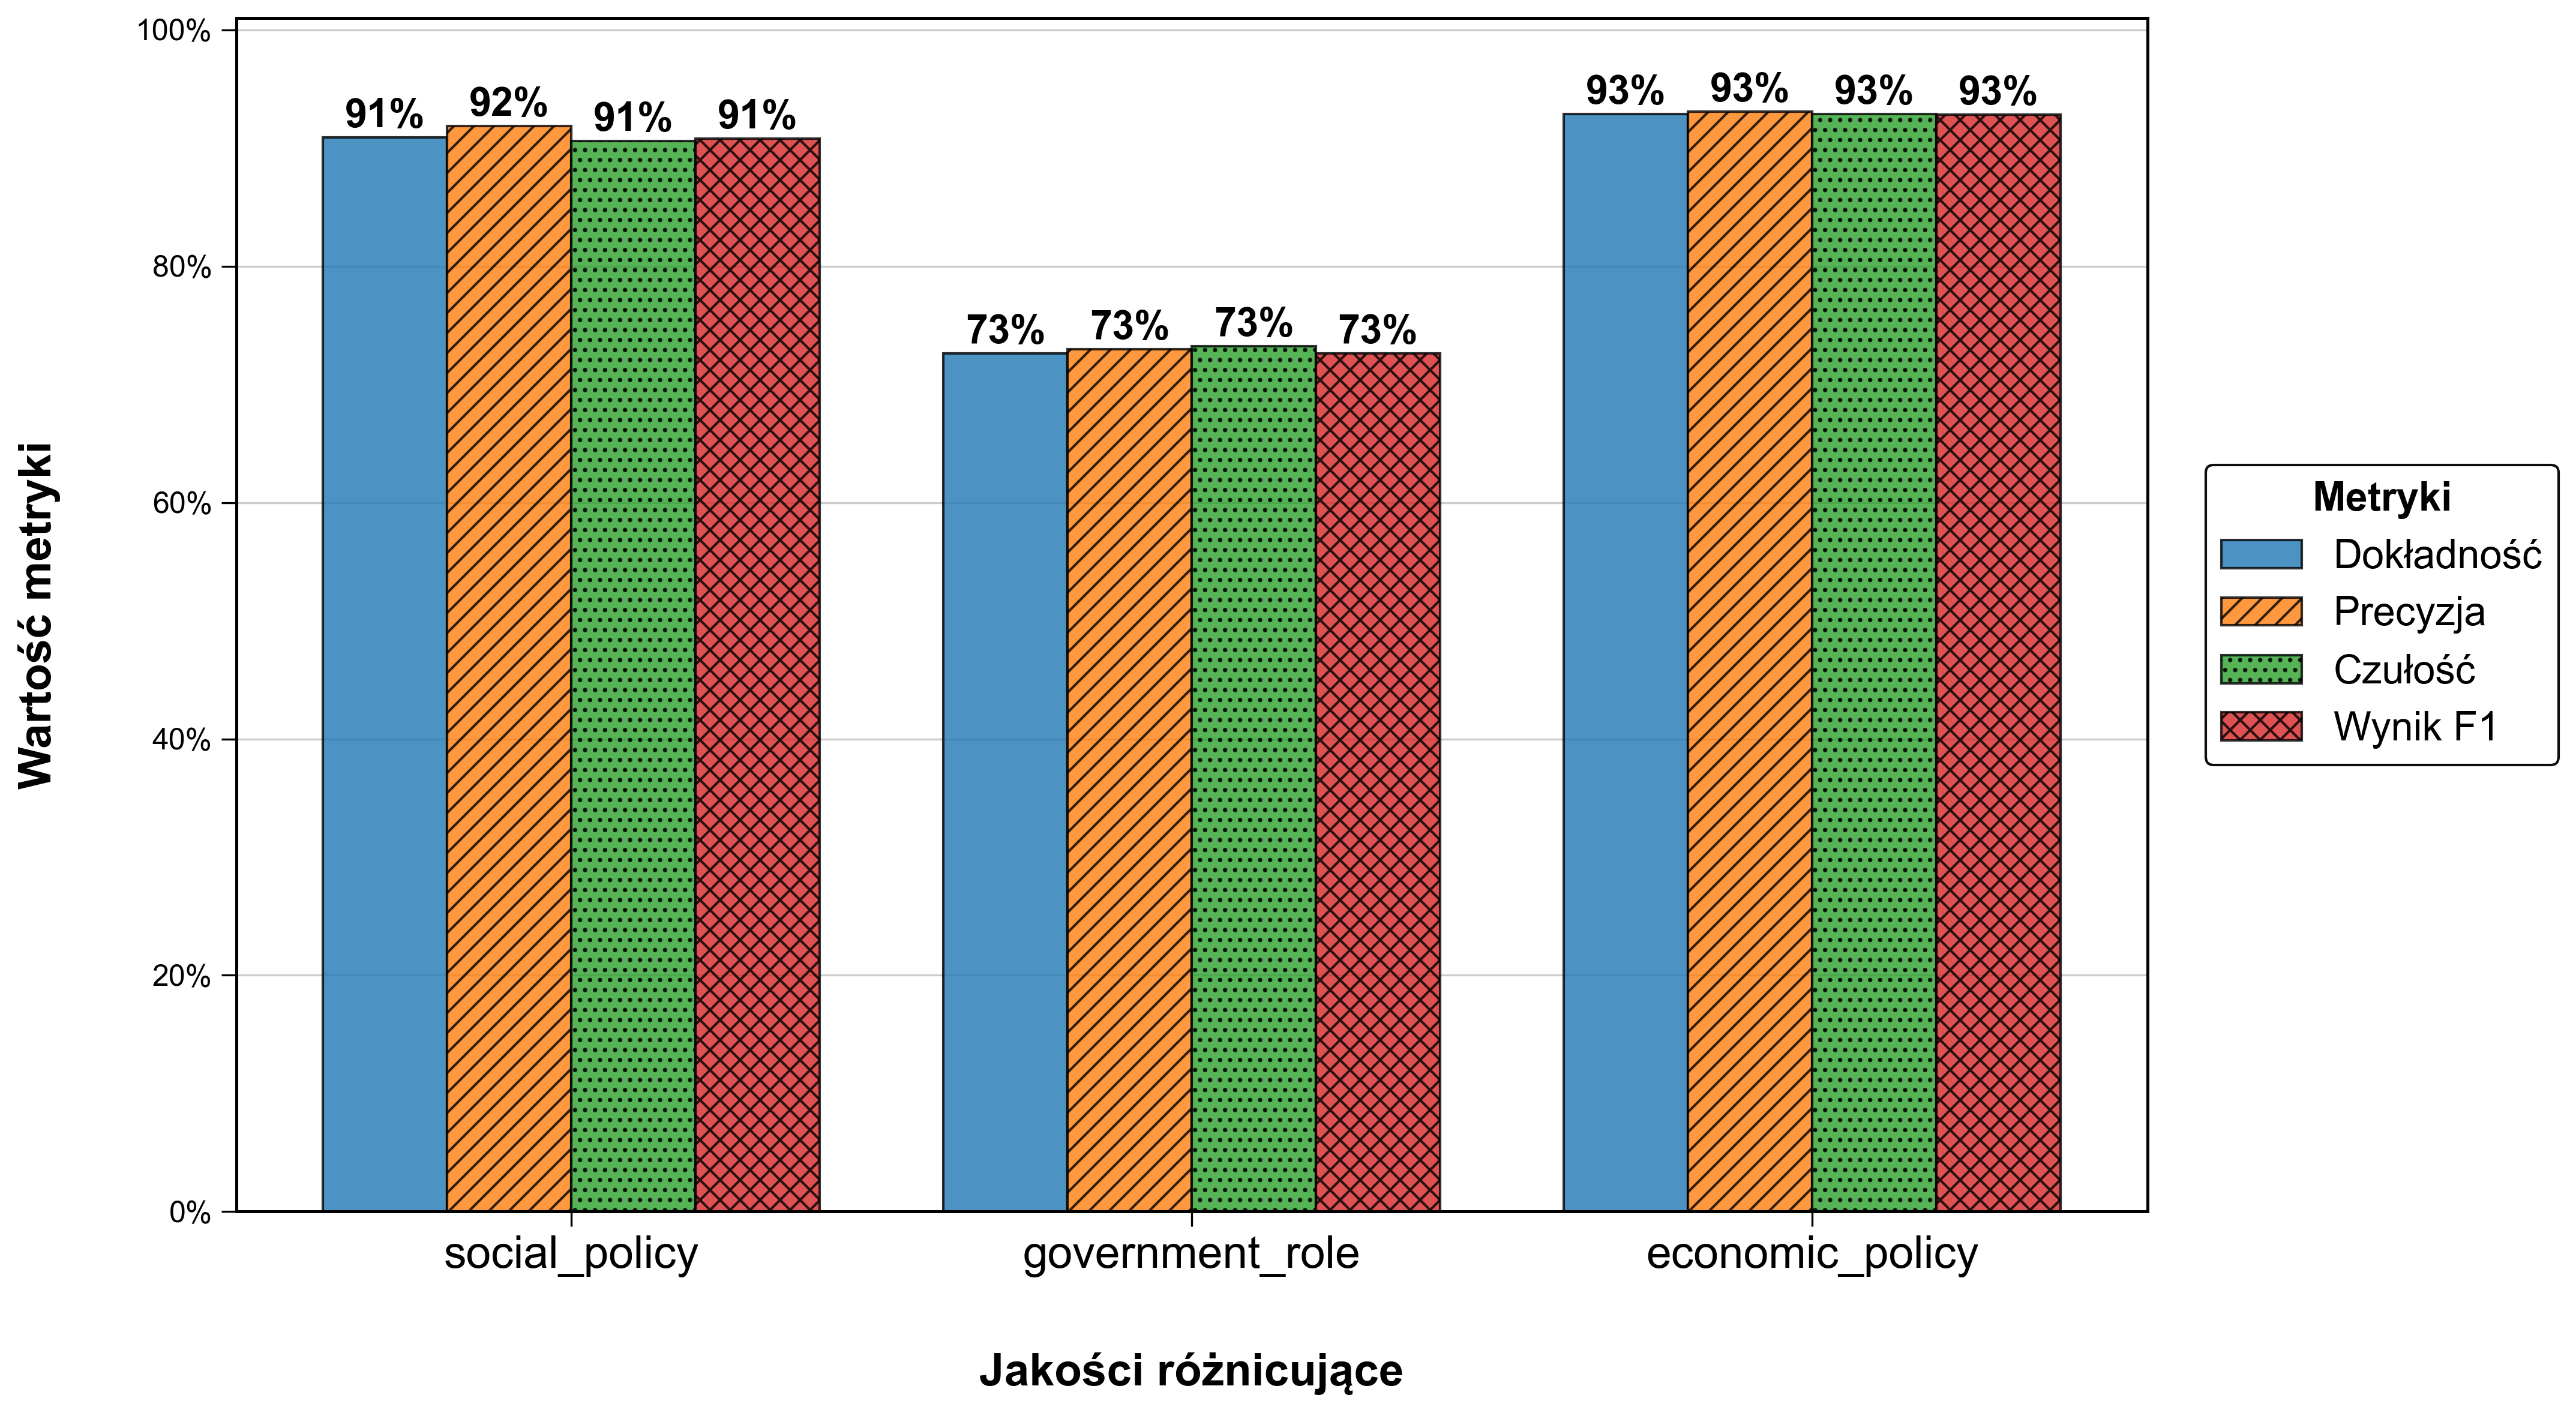 Wartość metryki
100%
80%
60%
40%
20%
0%
91%
92%
91%
91%
73%
73%
73%
73%
93%
93%
93%
93%
social_policy
government_role
economic_policy
Jakości różnicujące
Metryki
Dokładność
Precyzja
Czułość
Wynik F1